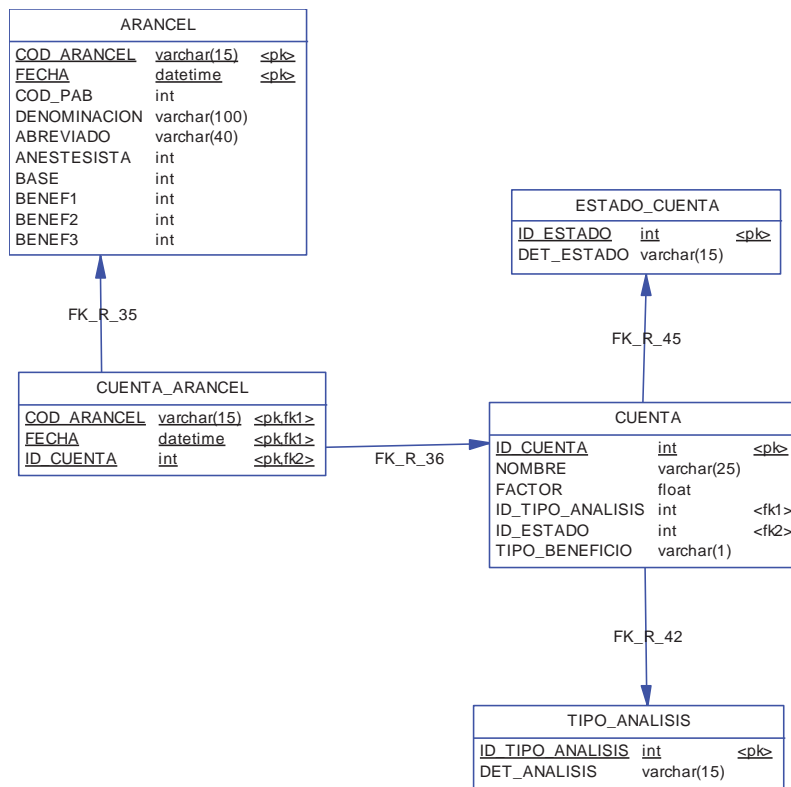 ARANCEL
COD_ARANCEL varchar(15) <pk>
FECHA datetime <pk>
COD_PAB int
DENOMINACION varchar(100)
ABREVIADO varchar(40)
ANESTESISTA int
BASE int
BENEF1 int
BENEF2 int
BENEF3 int
ESTADO_CUENTA
ID_ESTADO int <pk>
DET_ESTADO varchar(15)
FK_R_35
FK_R_45
CUENTA_ARANCEL
COD_ARANCEL varchar(15) <pk,fk1>
FECHA datetime <pk,fk1>
ID_CUENTA int <pk,fk2>
FK_R_36
CUENTA
ID_CUENTA int <pk>
NOMBRE varchar(25)
FACTOR float
ID_TIPO_ANALISIS int <fk1>
ID_ESTADO int <fk2>
TIPO_BENEFICIO varchar(1)
FK_R_42
TIPO_ANALISIS
ID_TIPO_ANALISIS int <pk>
DET_ANALISIS varchar(15)